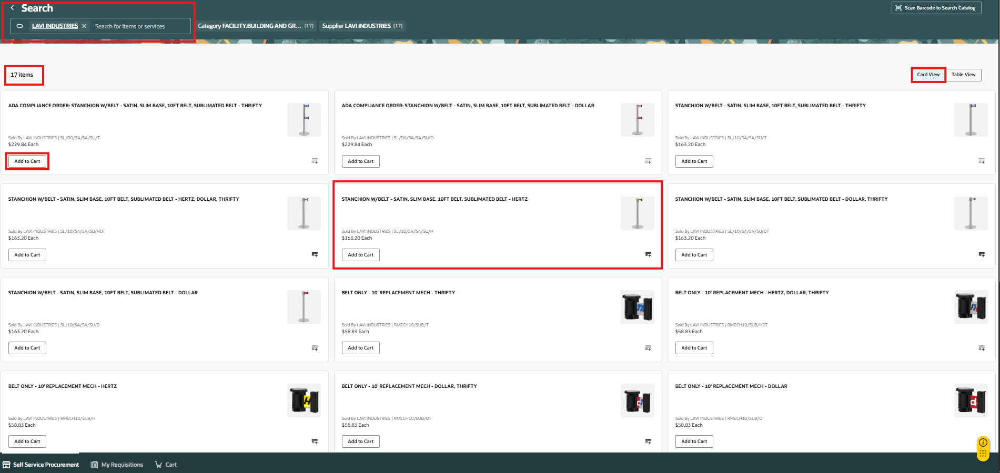 Search
Scan Barcode to Search Catalog
LAVI INDUSTRIES Search for items or services
Category FACILITY.BUILDING AND GR... (17)
Supplier LAVI INDUSTRIES (17)
17 items
Card View
Table View
ADA COMPLIANCE ORDER: STANCHION W/BELT - SATIN, SLIM BASE, 10FT BELT, SUBLIMATED BELT - THRIFTY
Sold By LAVI INDUSTRIES | SL/D0/SA/SA/SU/T
$229.84 Each
Add to Cart
ADA COMPLIANCE ORDER: STANCHION W/BELT - SATIN, SLIM BASE, 10FT BELT, SUBLIMATED BELT - DOLLAR
Sold By LAVI INDUSTRIES | SL/D0/SA/SA/SU/D
$229.84 Each
Add to Cart
STANCHION W/BELT - SATIN, SLIM BASE, 10FT BELT, SUBLIMATED BELT - THRIFTY
Sold By LAVI INDUSTRIES | SL/10/SA/SA/SU/T
$163.20 Each
Add to Cart
STANCHION W/BELT - SATIN, SLIM BASE, 10FT BELT, SUBLIMATED BELT - HERTZ, DOLLAR, THRIFTY
Sold By LAVI INDUSTRIES | SL/10/SA/SA/SU/HDT
$163.20 Each
Add to Cart
STANCHION W/BELT - SATIN, SLIM BASE, 10FT BELT, SUBLIMATED BELT - HERTZ
Sold By LAVI INDUSTRIES | SL/10/SA/SA/SU/H
$163.20 Each
Add to Cart
STANCHION W/BELT - SATIN, SLIM BASE, 10FT BELT, SUBLIMATED BELT - DOLLAR, THRIFTY
Sold By LAVI INDUSTRIES | SL/10/SA/SA/SU/DT
$163.20 Each
Add to Cart
STANCHION W/BELT - SATIN, SLIM BASE, 10FT BELT, SUBLIMATED BELT - DOLLAR
Sold By LAVI INDUSTRIES | SL/10/SA/SA/SU/D
$163.20 Each
Add to Cart
BELT ONLY - 10' REPLACEMENT MECH - THRIFTY
Sold By LAVI INDUSTRIES | RMECH10/SUB/T
$58.83 Each
Add to Cart
BELT ONLY - 10' REPLACEMENT MECH - HERTZ, DOLLAR, THRIFTY
Sold By LAVI INDUSTRIES | RMECH10/SUB/HDT
$58.83 Each
Add to Cart
BELT ONLY - 10' REPLACEMENT MECH - HERTZ
Sold By LAVI INDUSTRIES | RMECH10/SUB/H
$58.83 Each
Add to Cart
BELT ONLY - 10' REPLACEMENT MECH - DOLLAR, THRIFTY
Sold By LAVI INDUSTRIES | RMECH10/SUB/DT
$58.83 Each
Add to Cart
BELT ONLY - 10' REPLACEMENT MECH - DOLLAR
Sold By LAVI INDUSTRIES | RMECH10/SUB/D
$58.83 Each
Add to Cart
Self Service Procurement
My Requisitions
Cart